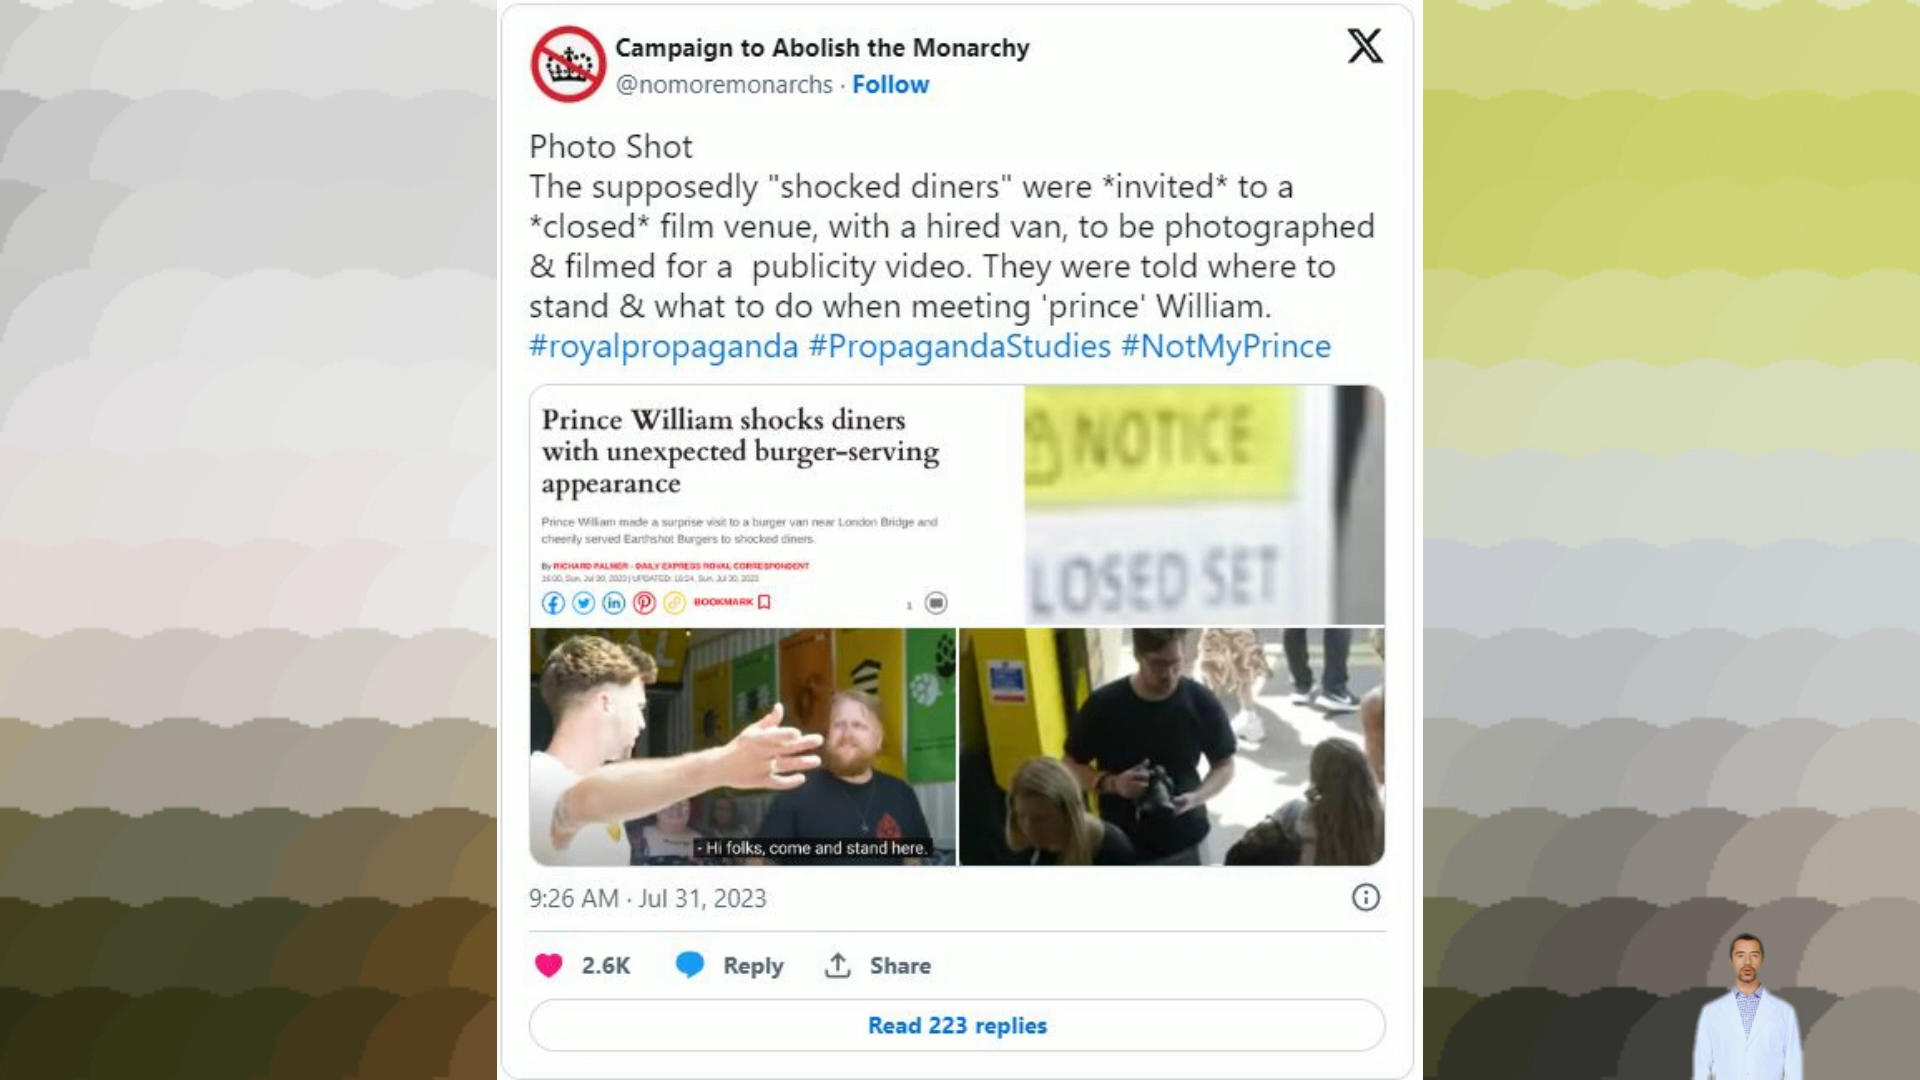 Campaign to Abolish the Monarchy
@nomoremonarchs · Follow
Photo Shot
The supposedly "shocked diners" were *invited* to a
*closed* film venue, with a hired van, to be photographed
& filmed for a  publicity video. They were told where to
stand & what to do when meeting 'prince' William.
#royalpropaganda #PropagandaStudies #NotMyPrince
Prince William shocks diners
with unexpected burger-serving
appearance
Prince William made a surprise visit to a burger van near London Bridge and
cheerily served Earthshot Burgers to shocked diners.
By RICHARD PALMER - DAILY EXPRESS ROYAL CORRESPONDENT
16:00, Sun, Jul 30, 2023 | UPDATED: 16:24, Sun, Jul 30, 2023
BOOKMARK
1
NOTICE
LOSED SET
- Hi folks, come and stand here.
9:26 AM · Jul 31, 2023
2.6K Reply Share
Read 223 replies